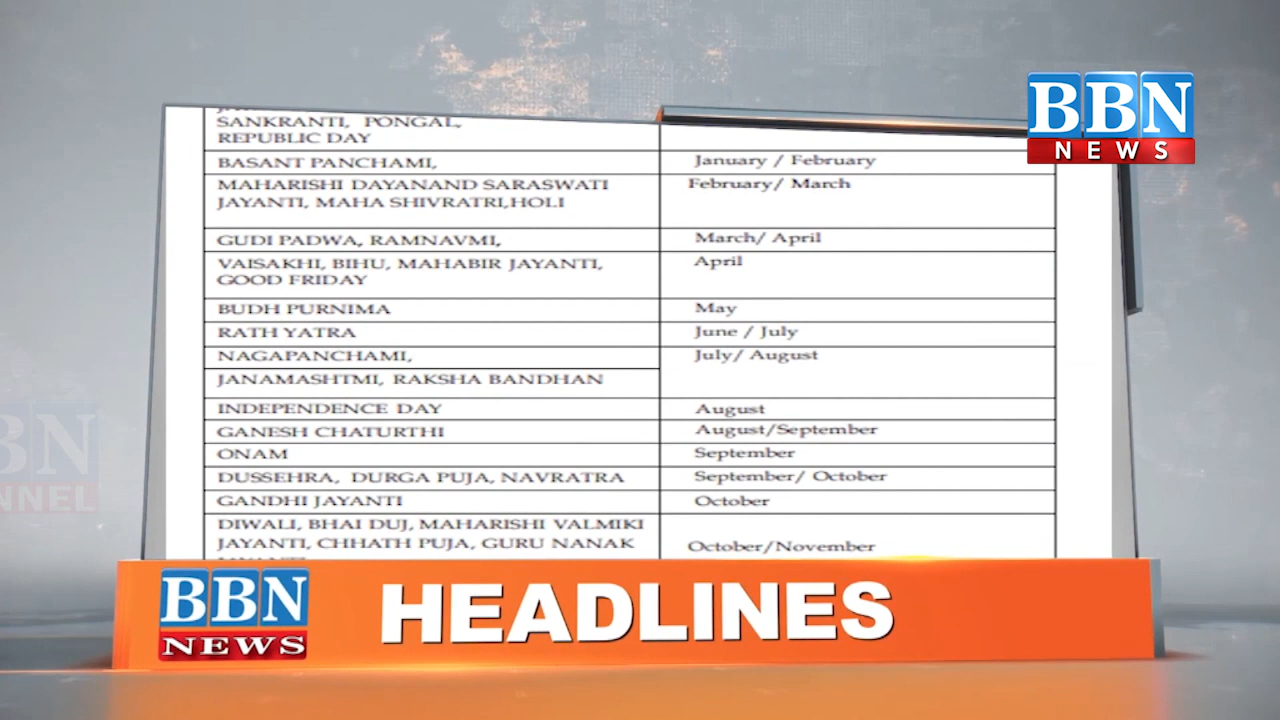 SANKRANTI, PONGAL,
REPUBLIC DAY
BASANT PANCHAMI,
January / February
MAHARISHI DAYANAND SARASWATI
JAYANTI, MAHA SHIVRATRI,HOLI
February/ March
GUDI PADWA, RAMNAVMI,
March/ April
VAISAKHI, BIHU, MAHABIR JAYANTI,
GOOD FRIDAY
April
BUDH PURNIMA
May
RATH YATRA
June / July
NAGAPANCHAMI,
JANAMASHTMI, RAKSHA BANDHAN
July/ August
INDEPENDENCE DAY
August
GANESH CHATURTHI
August/September
ONAM
September
DUSSEHRA, DURGA PUJA, NAVRATRA
September/ October
GANDHI JAYANTI
October
DIWALI, BHAI DUJ, MAHARISHI VALMIKI
JAYANTI, CHHATH PUJA, GURU NANAK
October/November
BBN
NEWS
BBN
NEWS
HEADLINES